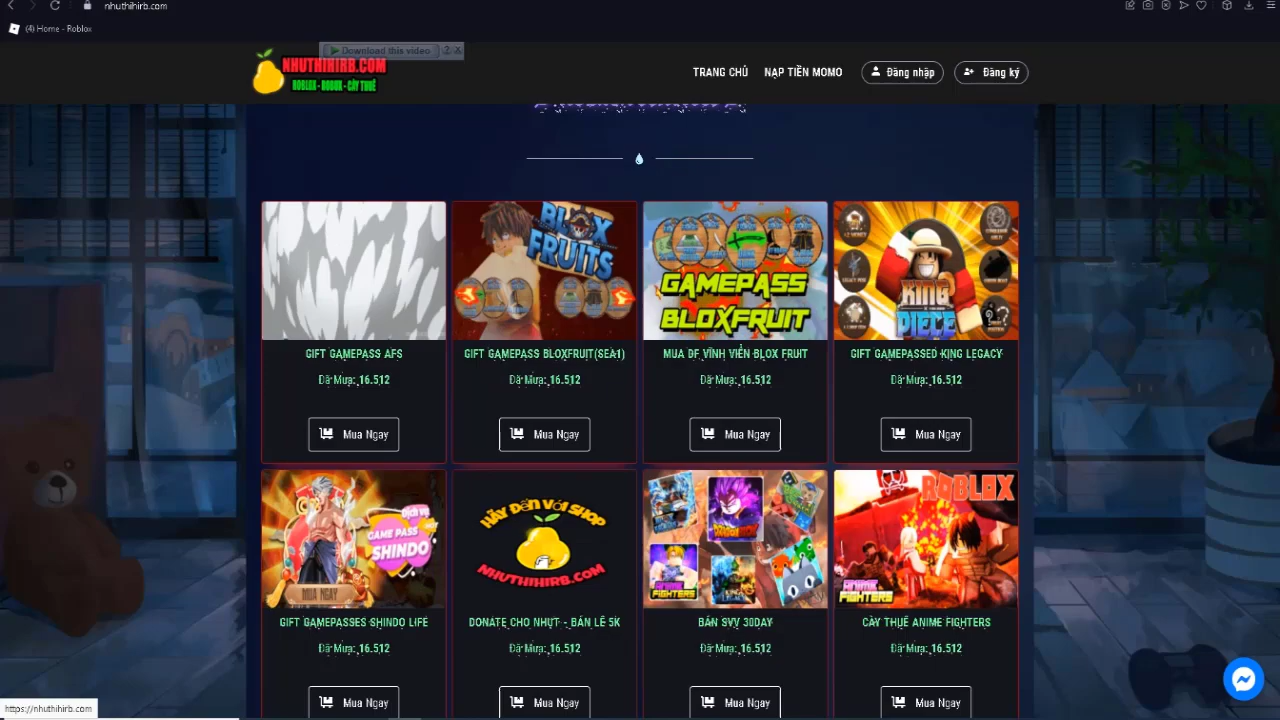 nhuthihirb.com
(4) Home - Roblox
Download this video ? X
NHUTHIHIRB.COM
ROBLOX - ROBUX - CÀY THUÊ
TRANG CHỦ NẠP TIỀN MOMO Đăng nhập Đăng ký
BLOX FRUITS
GAMEPASS
BLOXFRUIT
KING
PIECE
GIFT GAMEPASS AFS
GIFT GAMEPASS BLOXFRUIT(SEA1)
MUA DF VĨNH VIỄN BLOX FRUIT
GIFT GAMEPASSED KING LEGACY
Đã Mua: 16.512
Đã Mua: 16.512
Đã Mua: 16.512
Đã Mua: 16.512
Mua Ngay
Mua Ngay
Mua Ngay
Mua Ngay
Dịch vụ
GAME PASS
SHINDO
MUA NGAY
HÃY ĐẾN VỚI SHOP
NHUTHIHIRB.COM
ANIME FIGHTERS
ROBLOX
ANIME
FIGHTERS
GIFT GAMEPASSES SHINDO LIFE
DONATE CHO NHỰT - BÁN LẺ 5K
BÁN SVV 30DAY
CÀY THUÊ ANIME FIGHTERS
Đã Mua: 16.512
Đã Mua: 16.512
Đã Mua: 16.512
Đã Mua: 16.512
Mua Ngay
Mua Ngay
Mua Ngay
Mua Ngay
https://nhuthihirb.com